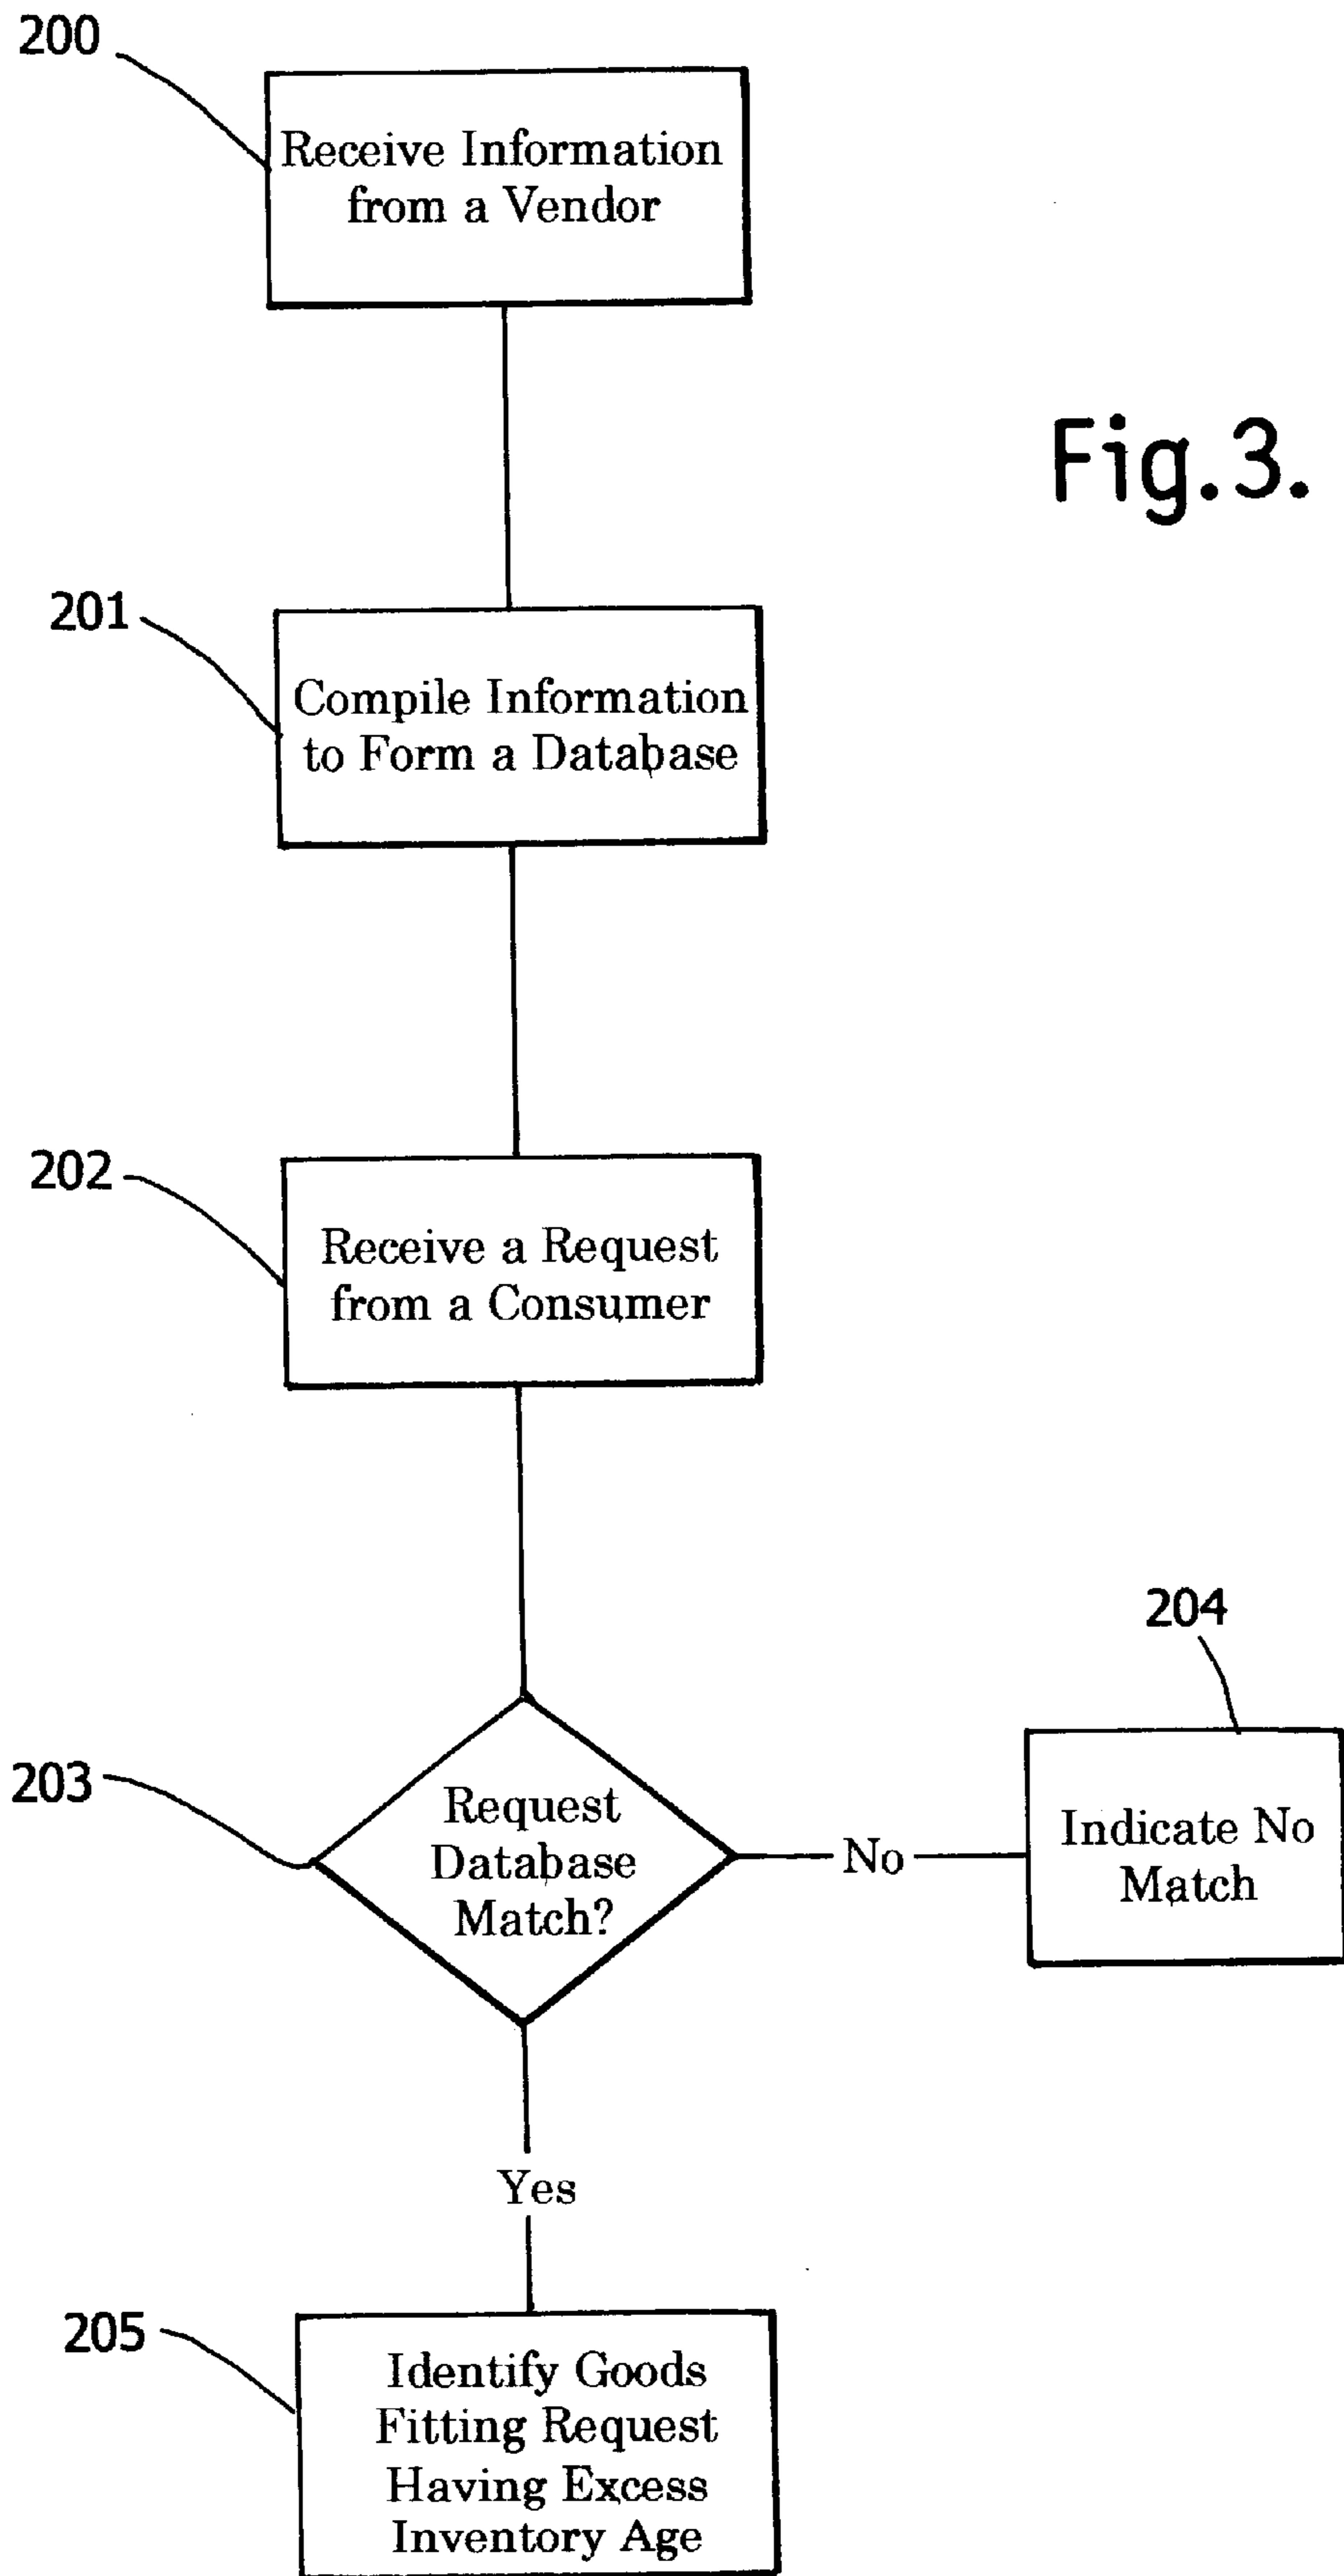 200
Receive Information
from a Vendor
Fig.3.
201
Compile Information
to Form a Database
202
Receive a Request
from a Consumer
203
Request
Database
Match?
No
204
Indicate No
Match
Yes
205
Identify Goods
Fitting Request
Having Excess
Inventory Age